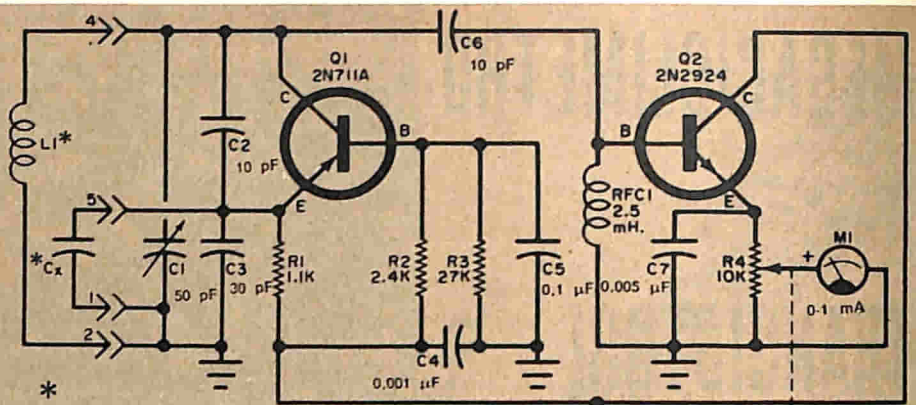 4
C6
10 pF
Q1
2N711A
Q2
2N2924
C
C
L1*
C2
10 pF
B
B
E
E
5
RFC1
2.5
mH.
*Cx
C1
50 pF
C3
30 pF
R1
1.1K
R2
2.4K
R3
27K
C5
0,1 µF
C7
0,005 µF
R4
10K
M1
+
0-1 mA
1
2
C4
0,001 µF
*